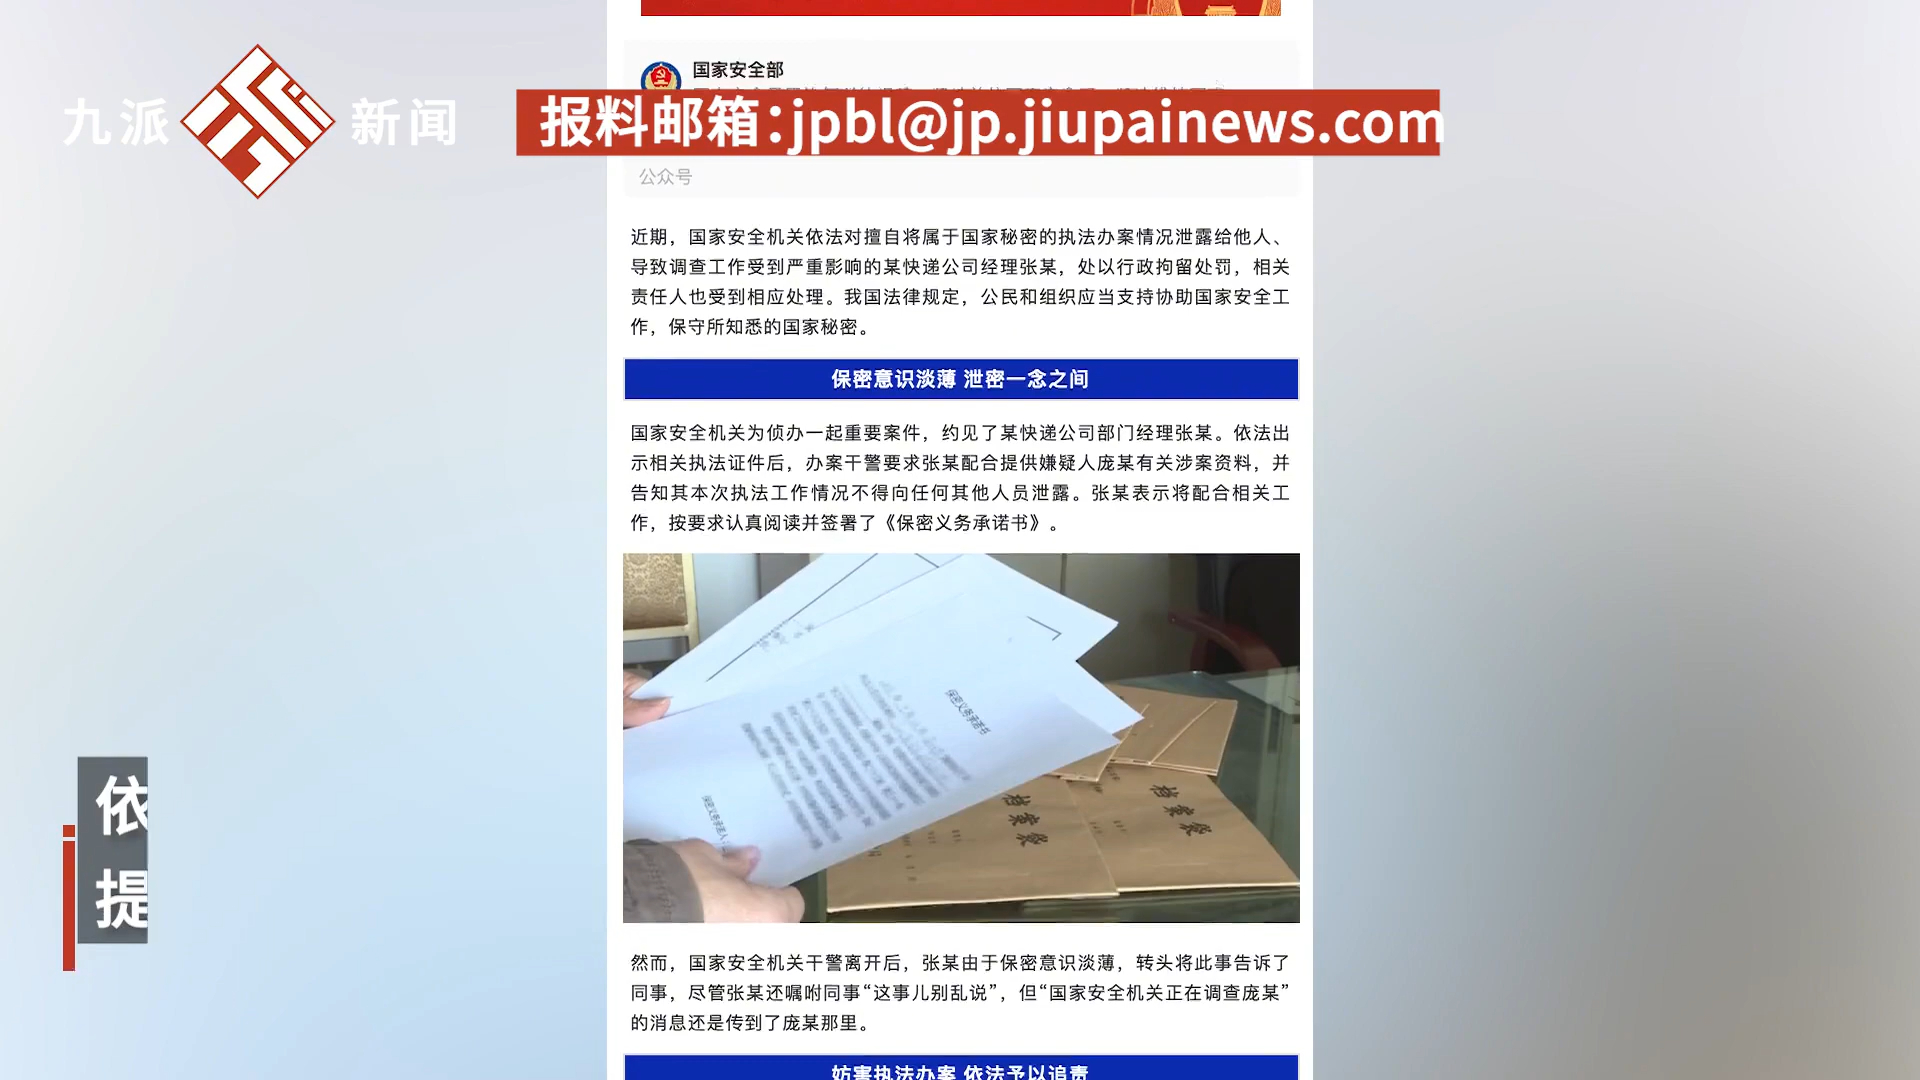 国家安全部
九派
新闻
报料邮箱:jpbl@jp.jiupainews.com
公众号
近期，国家安全机关依法对擅自将属于国家秘密的执法办案情况泄露给他人、
导致调查工作受到严重影响的某快递公司经理张某，处以行政拘留处罚，相关
责任人也受到相应处理。我国法律规定，公民和组织应当支持协助国家安全工
作，保守所知悉的国家秘密。
保密意识淡薄 泄密一念之间
国家安全机关为侦办一起重要案件，约见了某快递公司部门经理张某。依法出
示相关执法证件后，办案干警要求张某配合提供嫌疑人庞某有关涉案资料，并
告知其本次执法工作情况不得向任何其他人员泄露。张某表示将配合相关工
作，按要求认真阅读并签署了《保密义务承诺书》。
保密义务承诺书
保密义务承诺人
档案袋
档案袋
依
提
然而，国家安全机关干警离开后，张某由于保密意识淡薄，转头将此事告诉了
同事，尽管张某还嘱咐同事“这事儿别乱说”，但“国家安全机关正在调查庞某”
的消息还是传到了庞某那里。
妨害执法办案 依法予以追责